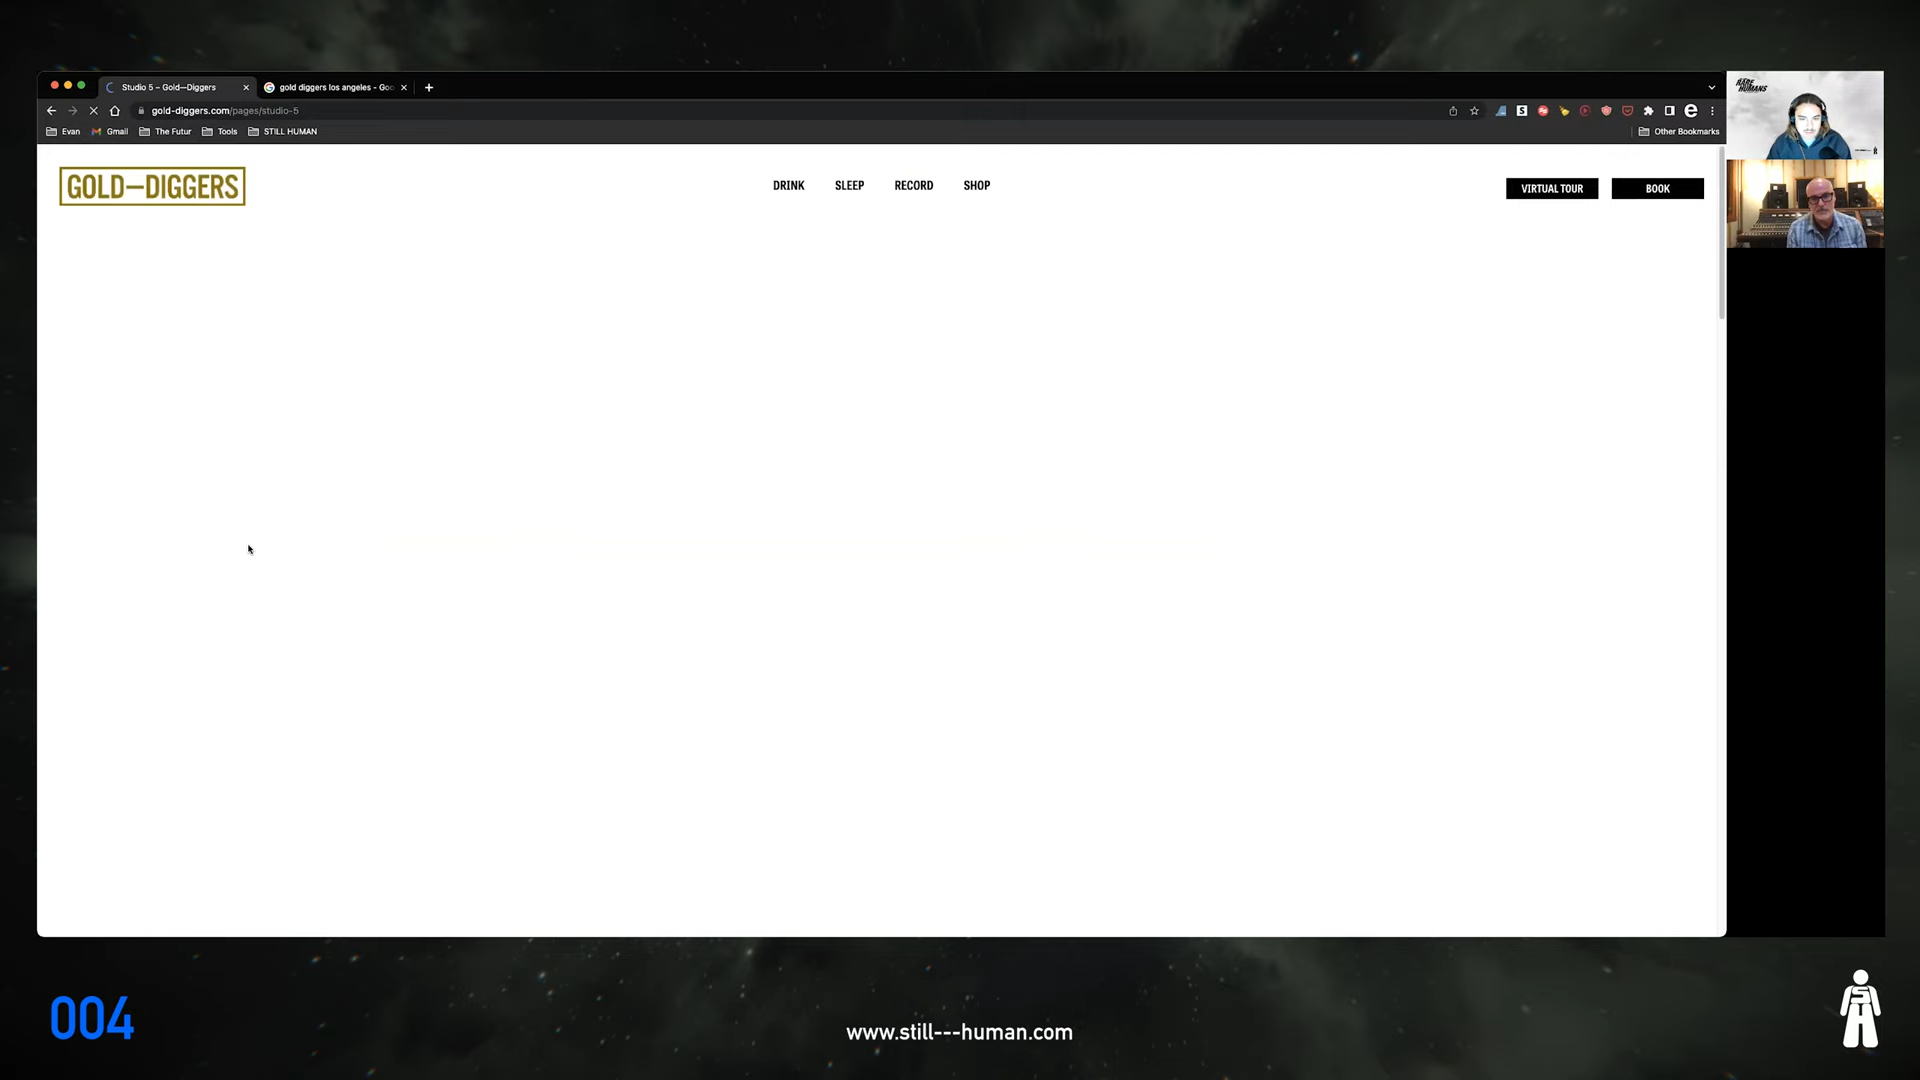 Studio 5 – Gold—Diggers
gold diggers los angeles - Goo
gold-diggers.com/pages/studio-5
Evan
Gmail
The Futur
Tools
STILL HUMAN
Other Bookmarks
GOLD—DIGGERS
DRINK
SLEEP
RECORD
SHOP
VIRTUAL TOUR
BOOK
RARE
HUMANS
004
www.still---human.com